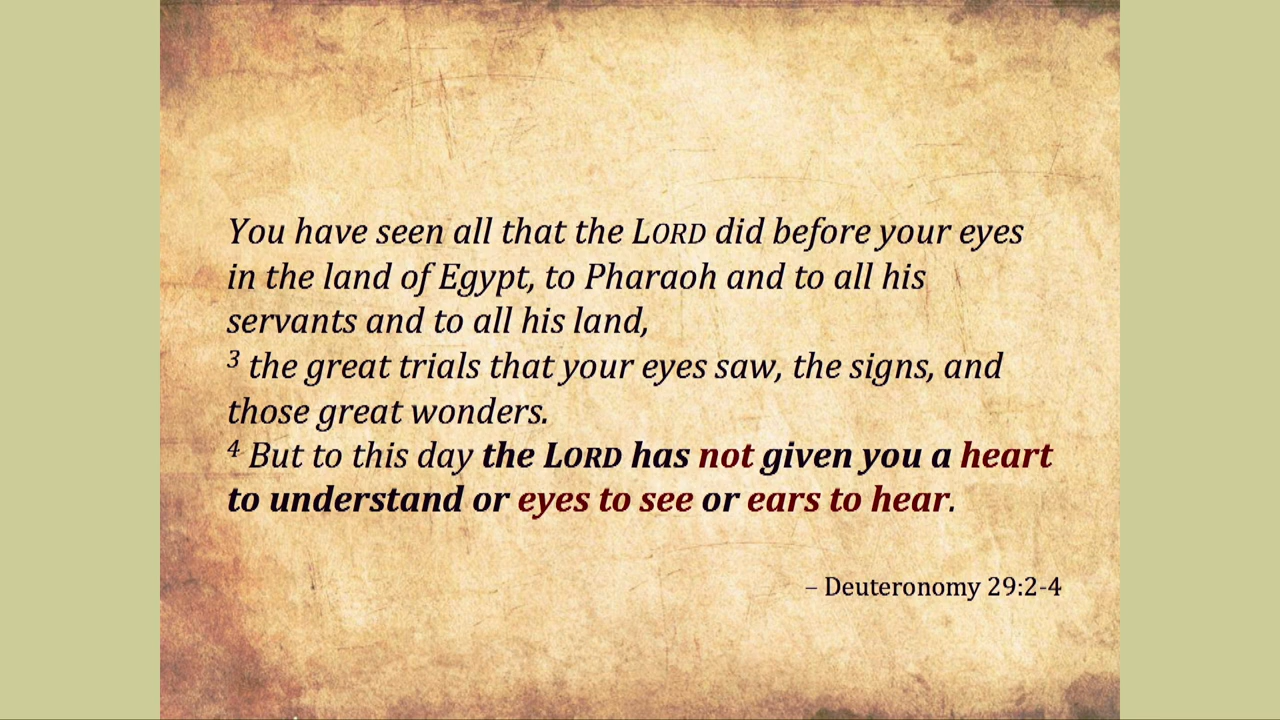 You have seen all that the LORD did before your eyes
in the land of Egypt, to Pharaoh and to all his
servants and to all his land,
3 the great trials that your eyes saw, the signs, and
those great wonders.
4 But to this day the LORD has not given you a heart
to understand or eyes to see or ears to hear.
– Deuteronomy 29:2-4